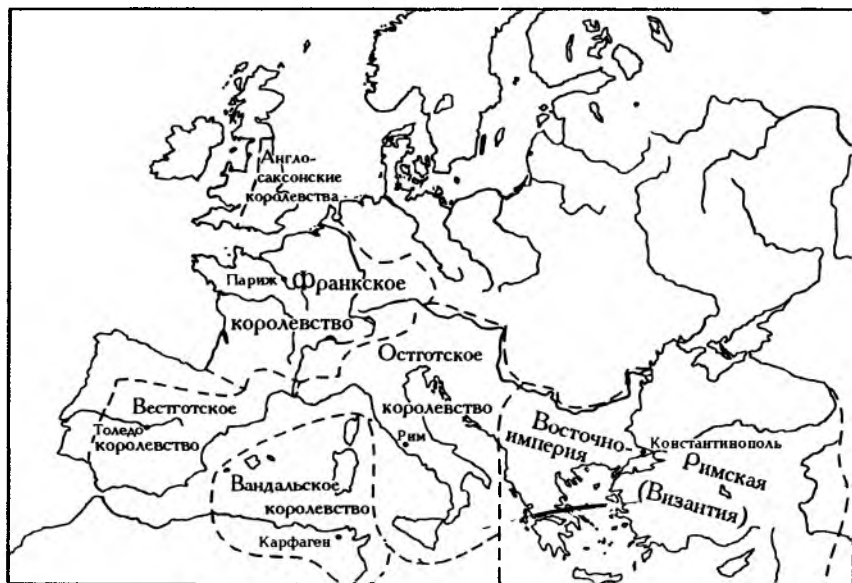 Англо-
саксонские
королевства
Париж
Франкское
королевство
Остготское
королевство
Вестготское
Толедо
королевство
Рим
Вандальское
королевство
Карфаген
Восточно-
империя
Константинополь
Римская
(Византия)